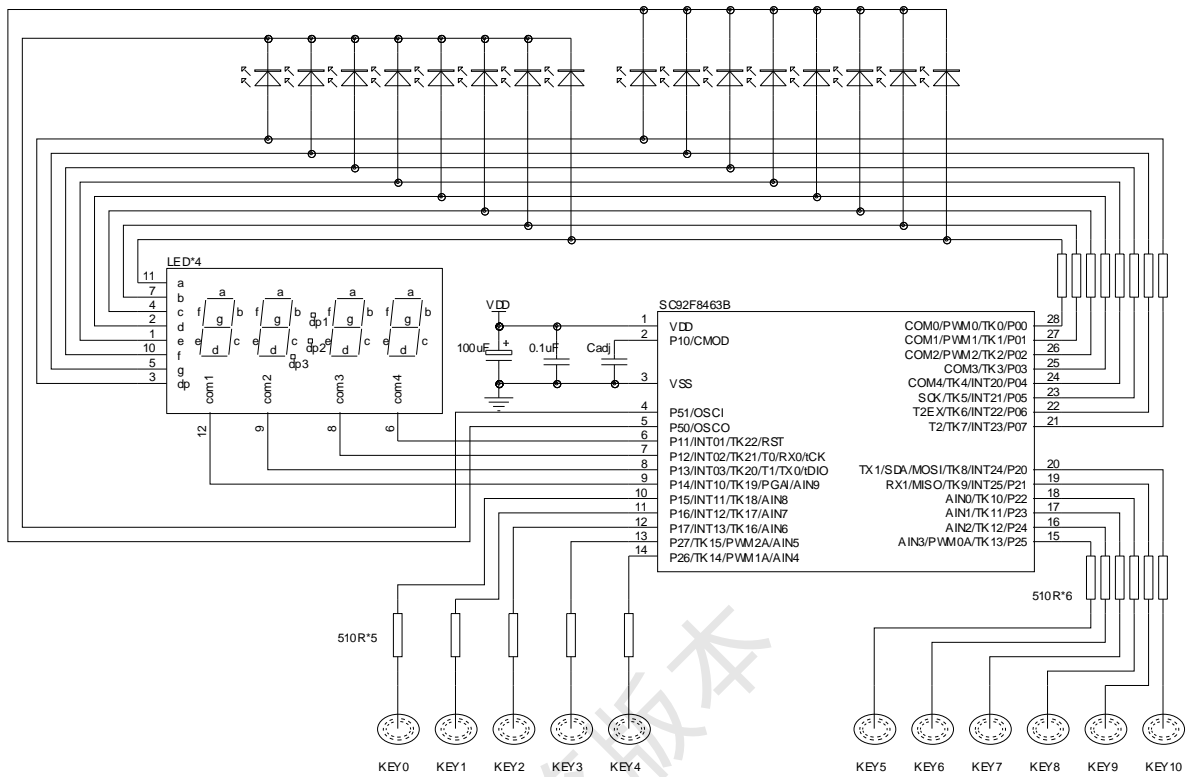 LED*4
11 a
7 b
4 c
2 d
1 e
10 f
5 g
3 dp
a a a a
f b f b f b f b
g g g g
e c e c e c e c
d d d d
dp1
dp2
dp3
com1 com2 com3 com4
12 9 8 6
VDD
100uF
+
0.1uF
Cadj
SC92F8463B
1 VDD
2 P10/CMOD
3 VSS
4 P51/OSCI
5 P50/OSCO
6 P11/INT01/TK22/RST
7 P12/INT02/TK21/T0/RX0/tCK
8 P13/INT03/TK20/T1/TX0/tDIO
9 P14/INT10/TK19/PGAI/AIN9
10 P15/INT11/TK18/AIN8
11 P16/INT12/TK17/AIN7
12 P17/INT13/TK16/AIN6
13 P27/TK15/PWM2A/AIN5
14 P26/TK14/PWM1A/AIN4
COM0/PWM0/TK0/P00 28
COM1/PWM1/TK1/P01 27
COM2/PWM2/TK2/P02 26
COM3/TK3/P03 25
COM4/TK4/INT20/P04 24
SCK/TK5/INT21/P05 23
T2EX/TK6/INT22/P06 22
T2/TK7/INT23/P07 21
TX1/SDA/MOSI/TK8/INT24/P20 20
RX1/MISO/TK9/INT25/P21 19
AIN0/TK10/P22 18
AIN1/TK11/P23 17
AIN2/TK12/P24 16
AIN3/PWM0A/TK13/P25 15
510R*5
510R*6
KEY0 KEY1 KEY2 KEY3 KEY4 KEY5 KEY6 KEY7 KEY8 KEY9 KEY10
版本